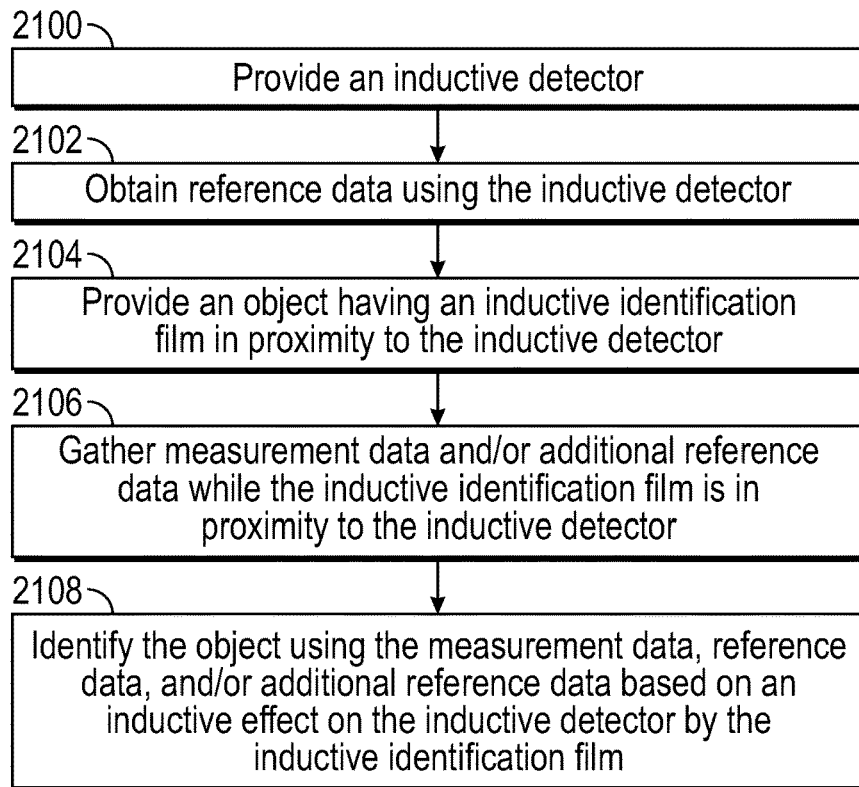 2100
Provide an inductive detector
2102
Obtain reference data using the inductive detector
2104
Provide an object having an inductive identification
film in proximity to the inductive detector
2106
Gather measurement data and/or additional reference
data while the inductive identification film is in
proximity to the inductive detector
2108
Identify the object using the measurement data, reference
data, and/or additional reference data based on an
inductive effect on the inductive detector by the
inductive identification film